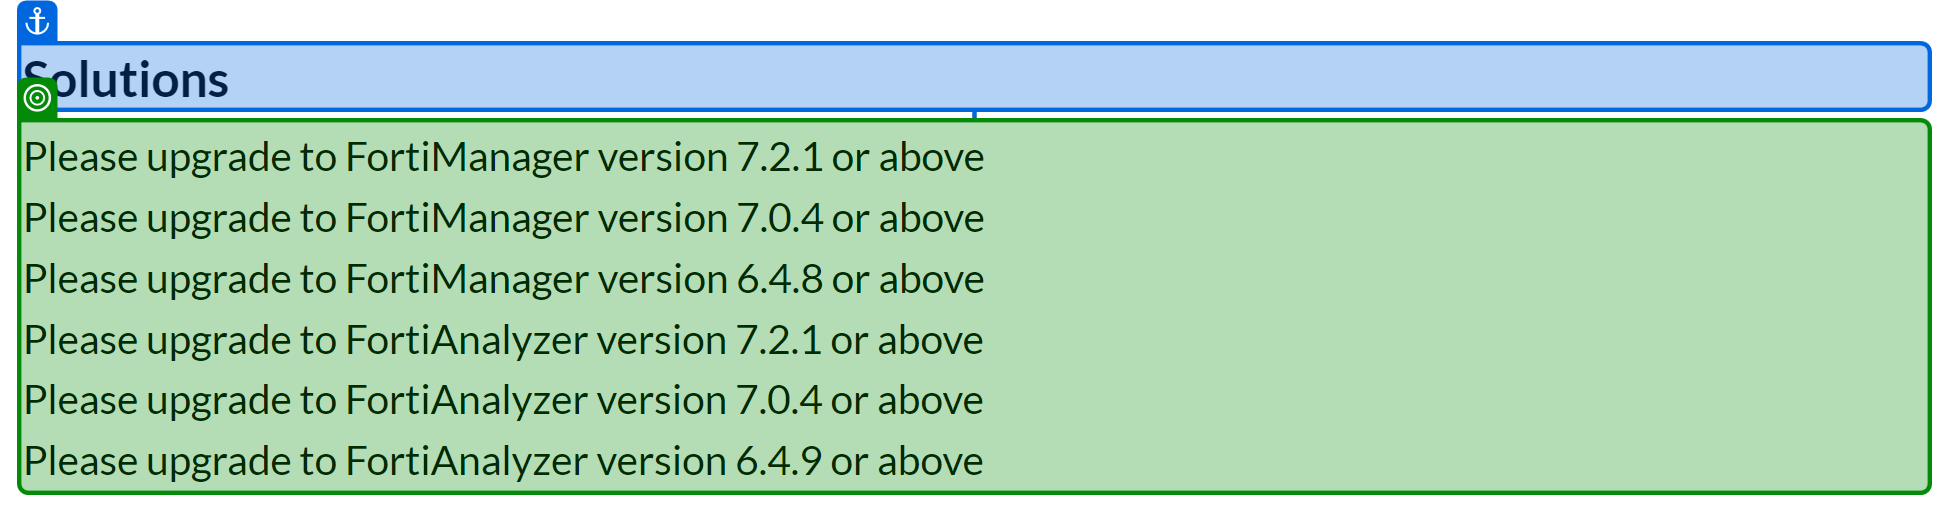 Solutions
Please upgrade to FortiManager version 7.2.1 or above
Please upgrade to FortiManager version 7.0.4 or above
Please upgrade to FortiManager version 6.4.8 or above
Please upgrade to FortiAnalyzer version 7.2.1 or above
Please upgrade to FortiAnalyzer version 7.0.4 or above
Please upgrade to FortiAnalyzer version 6.4.9 or above